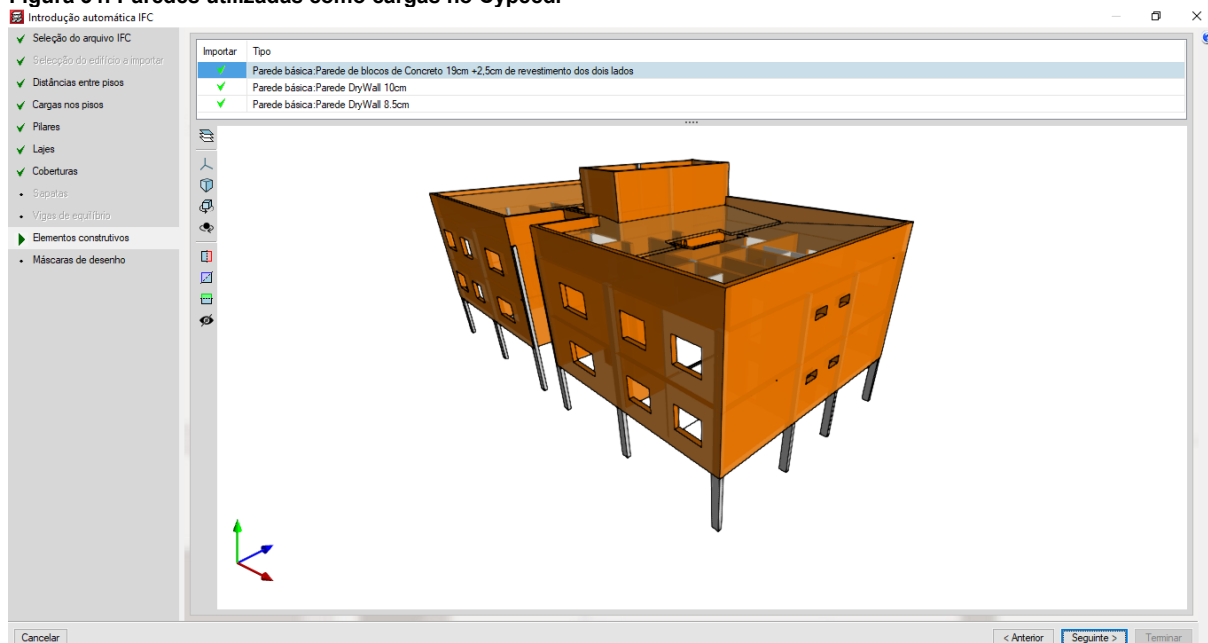 Figura 51. Paredes utilizadas como cargas no Cypecur
Introdução automática IFC
Seleção do arquivo IFC
Selecção do edifício a importar
Distâncias entre pisos
Cargas nos pisos
Pilares
Lajes
Coberturas
Sapatas
Vigas de equilíbrio
Elementos construtivos
Máscaras de desenho
Importar Tipo
Parede básica:Parede de blocos de Concreto 19cm +2,5cm de revestimento dos dois lados
Parede básica:Parede DryWall 10cm
Parede básica:Parede DryWall 8.5cm
Cancelar
< Anterior
Seguinte >
Terminar